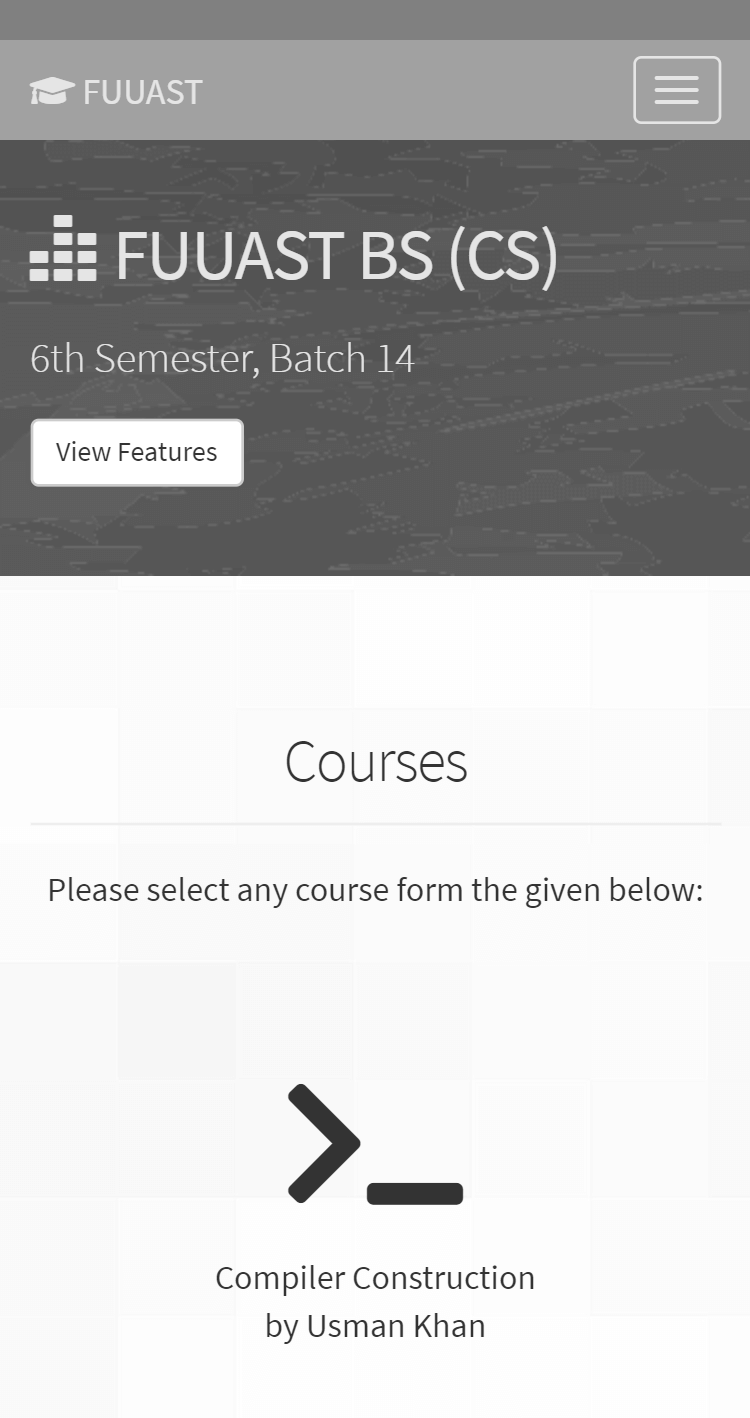 FUUAST
FUUAST BS (CS)
6th Semester, Batch 14
View Features
Courses
Please select any course form the given below:
Compiler Construction
by Usman Khan